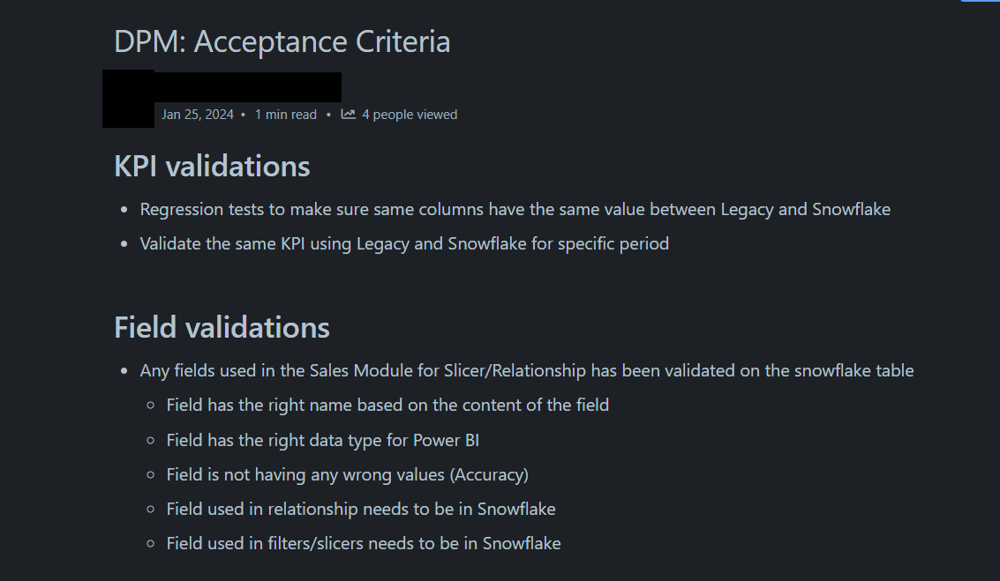 DPM: Acceptance Criteria
Jan 25, 2024 • 1 min read • 4 people viewed
KPI validations
• Regression tests to make sure same columns have the same value between Legacy and Snowflake
• Validate the same KPI using Legacy and Snowflake for specific period
Field validations
• Any fields used in the Sales Module for Slicer/Relationship has been validated on the snowflake table
○ Field has the right name based on the content of the field
○ Field has the right data type for Power BI
○ Field is not having any wrong values (Accuracy)
○ Field used in relationship needs to be in Snowflake
○ Field used in filters/slicers needs to be in Snowflake